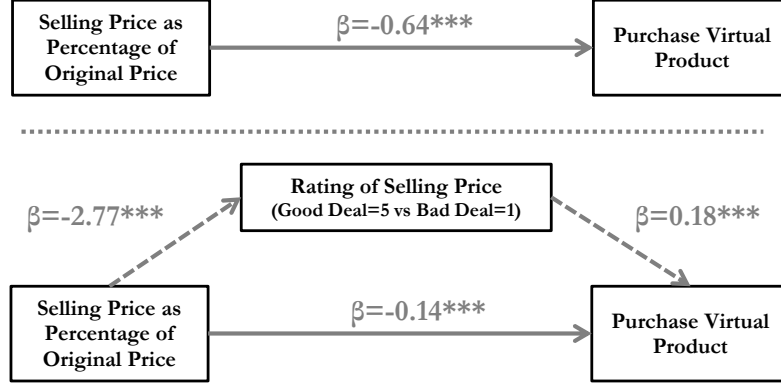 Selling Price as
Percentage of
Original Price
β=-0.64***
Purchase Virtual
Product
β=-2.77***
Rating of Selling Price
(Good Deal=5 vs Bad Deal=1)
β=0.18***
Selling Price as
Percentage of
Original Price
β=-0.14***
Purchase Virtual
Product